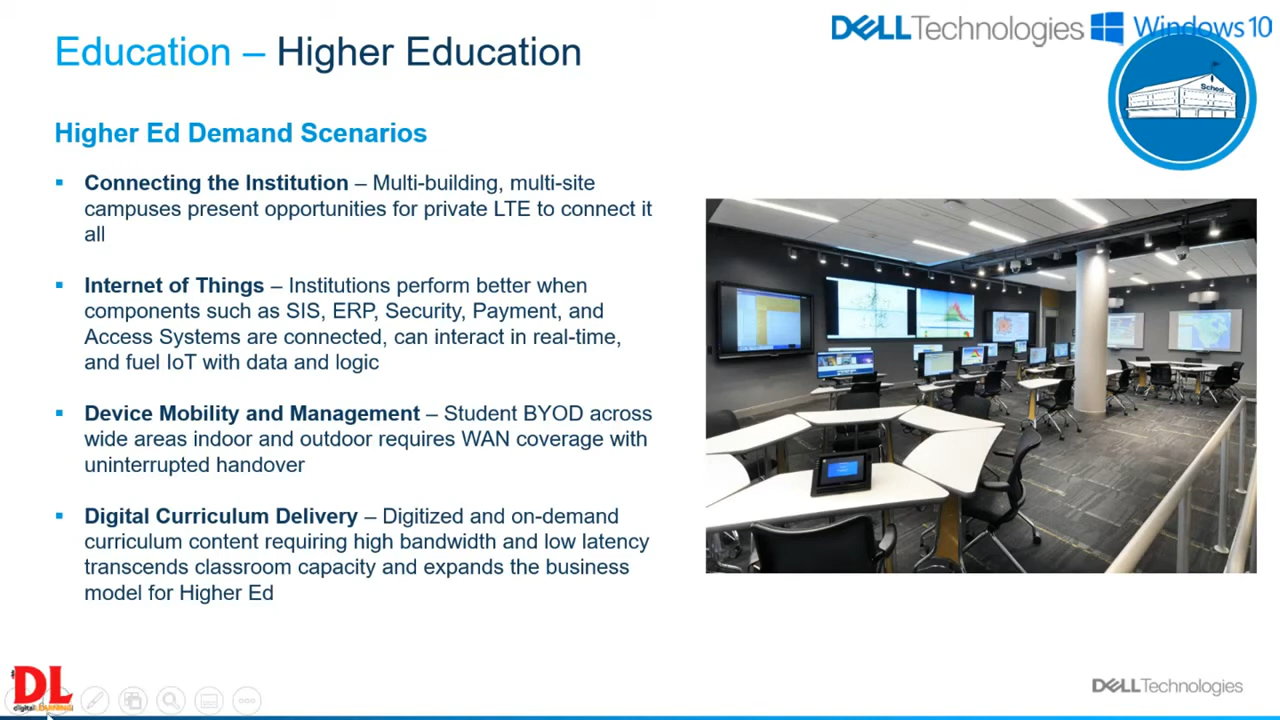 DELLTechnologies Windows 10
Education – Higher Education
School
Higher Ed Demand Scenarios
▪ Connecting the Institution – Multi-building, multi-site
campuses present opportunities for private LTE to connect it
all
▪ Internet of Things – Institutions perform better when
components such as SIS, ERP, Security, Payment, and
Access Systems are connected, can interact in real-time,
and fuel IoT with data and logic
▪ Device Mobility and Management – Student BYOD across
wide areas indoor and outdoor requires WAN coverage with
uninterrupted handover
▪ Digital Curriculum Delivery – Digitized and on-demand
curriculum content requiring high bandwidth and low latency
transcends classroom capacity and expands the business
model for Higher Ed
DL
digital LEARNING
DELLTechnologies